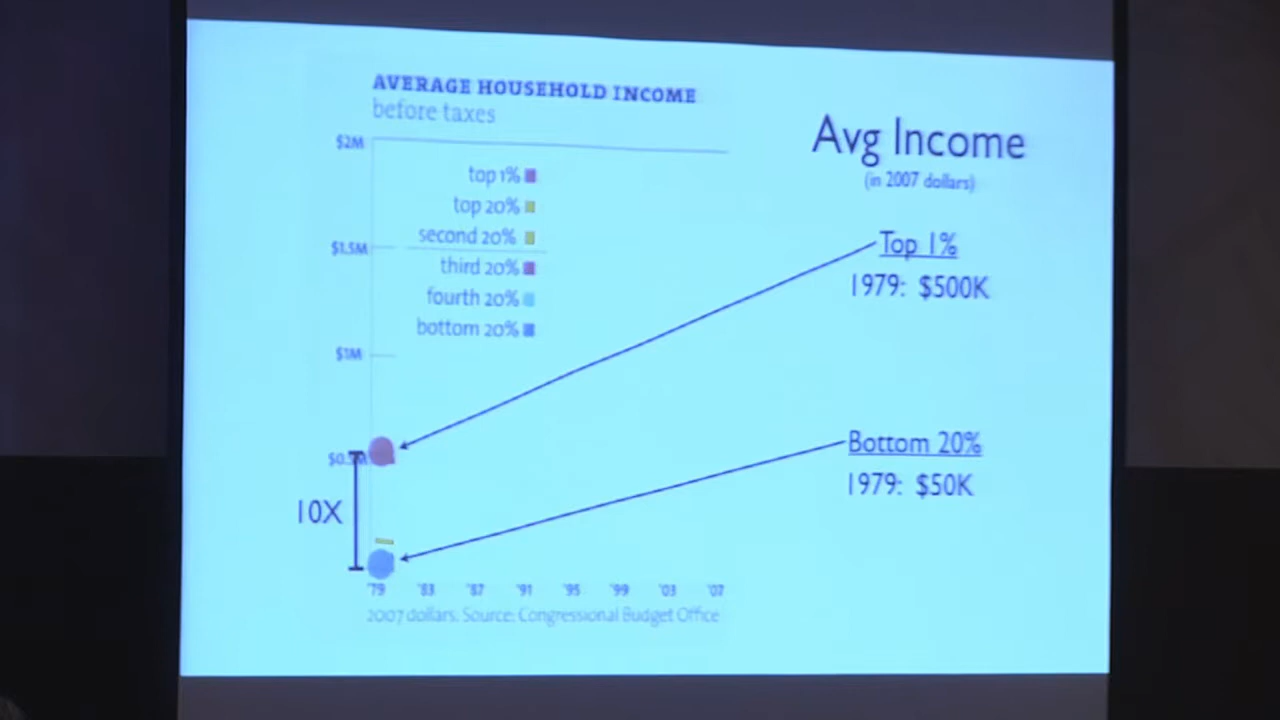 AVERAGE HOUSEHOLD INCOME
before taxes
$2M
top 1%
top 20%
second 20%
$1.5M
third 20%
fourth 20%
bottom 20%
$1M
10X
'79 '83 '87 '91 '95 '99 '03 '07
2007 dollars. Source: Congressional Budget Office
Avg Income
(in 2007 dollars)
Top 1%
1979: $500K
Bottom 20%
1979: $50K